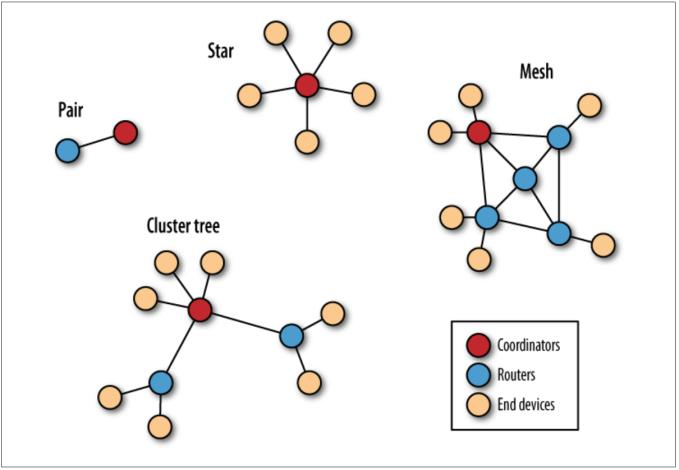 Star
Mesh
Pair
Cluster tree
Coordinators
Routers
End devices